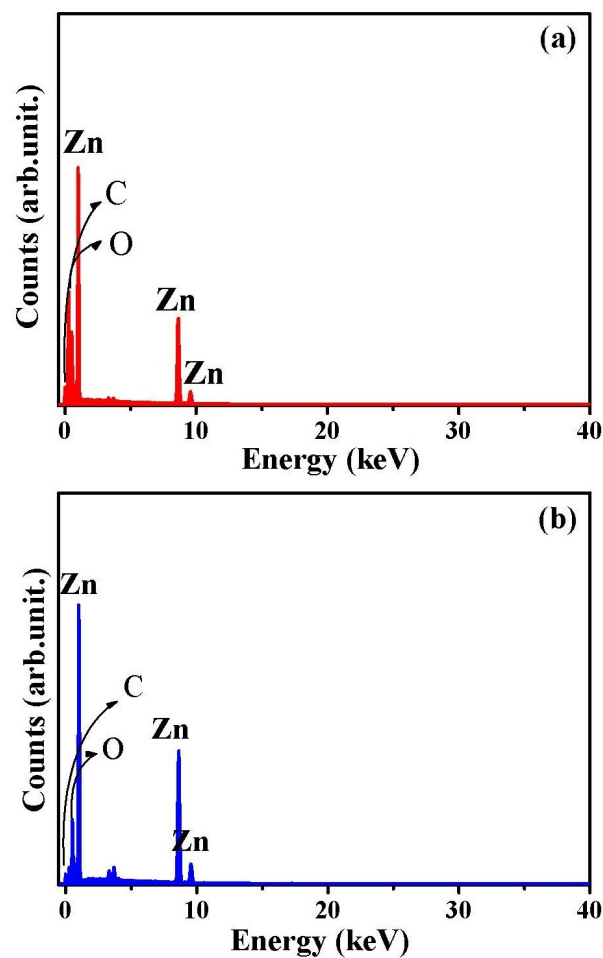 (a)
Zn
C
O
Zn
Zn
Counts (arb.unit.)
0 10 20 30 40
Energy (keV)
(b)
Zn
C
O
Zn
Zn
Counts (arb.unit.)
0 10 20 30 40
Energy (keV)